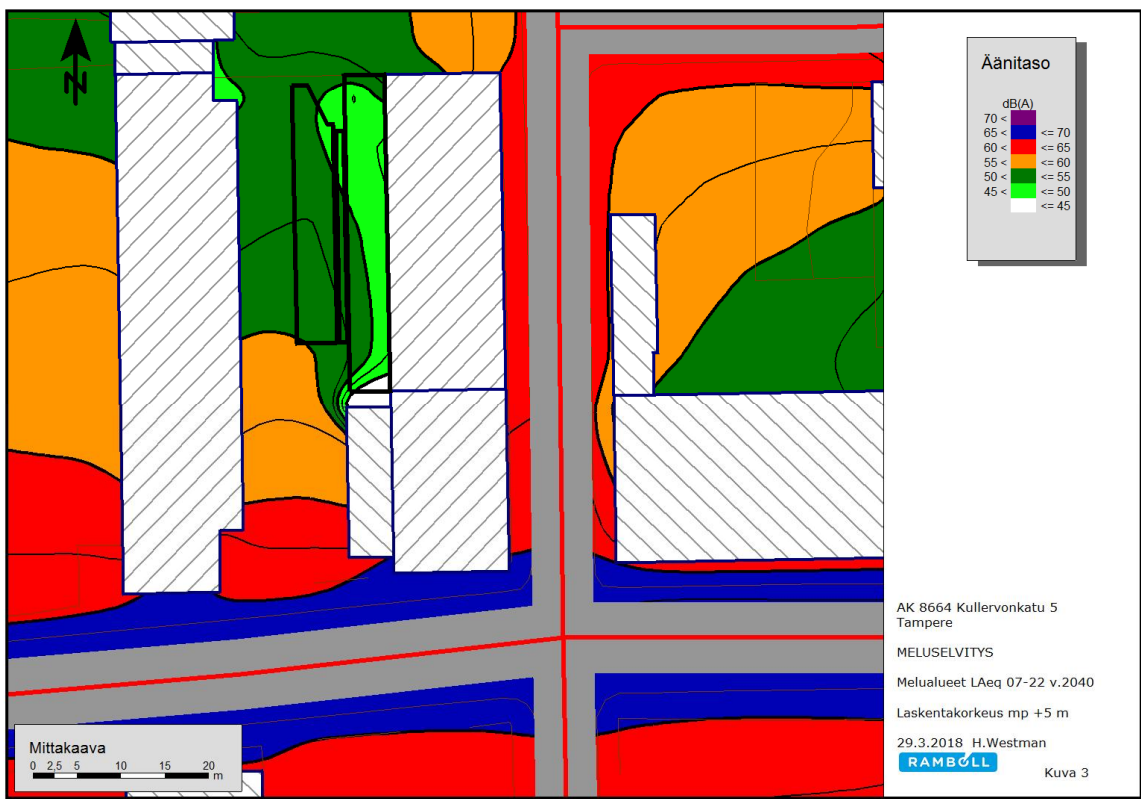 N
Äänitaso
dB(A)
70 <
65 < <= 70
60 < <= 65
55 < <= 60
50 < <= 55
45 < <= 50
<= 45
AK 8664 Kullervonkatu 5
Tampere
MELUSELVITYS
Melualueet LAeq 07-22 v.2040
Laskentakorkeus mp +5 m
29.3.2018 H.Westman
RAMBOLL
Kuva 3
Mittakaava
0 2,5 5 10 15 20
m